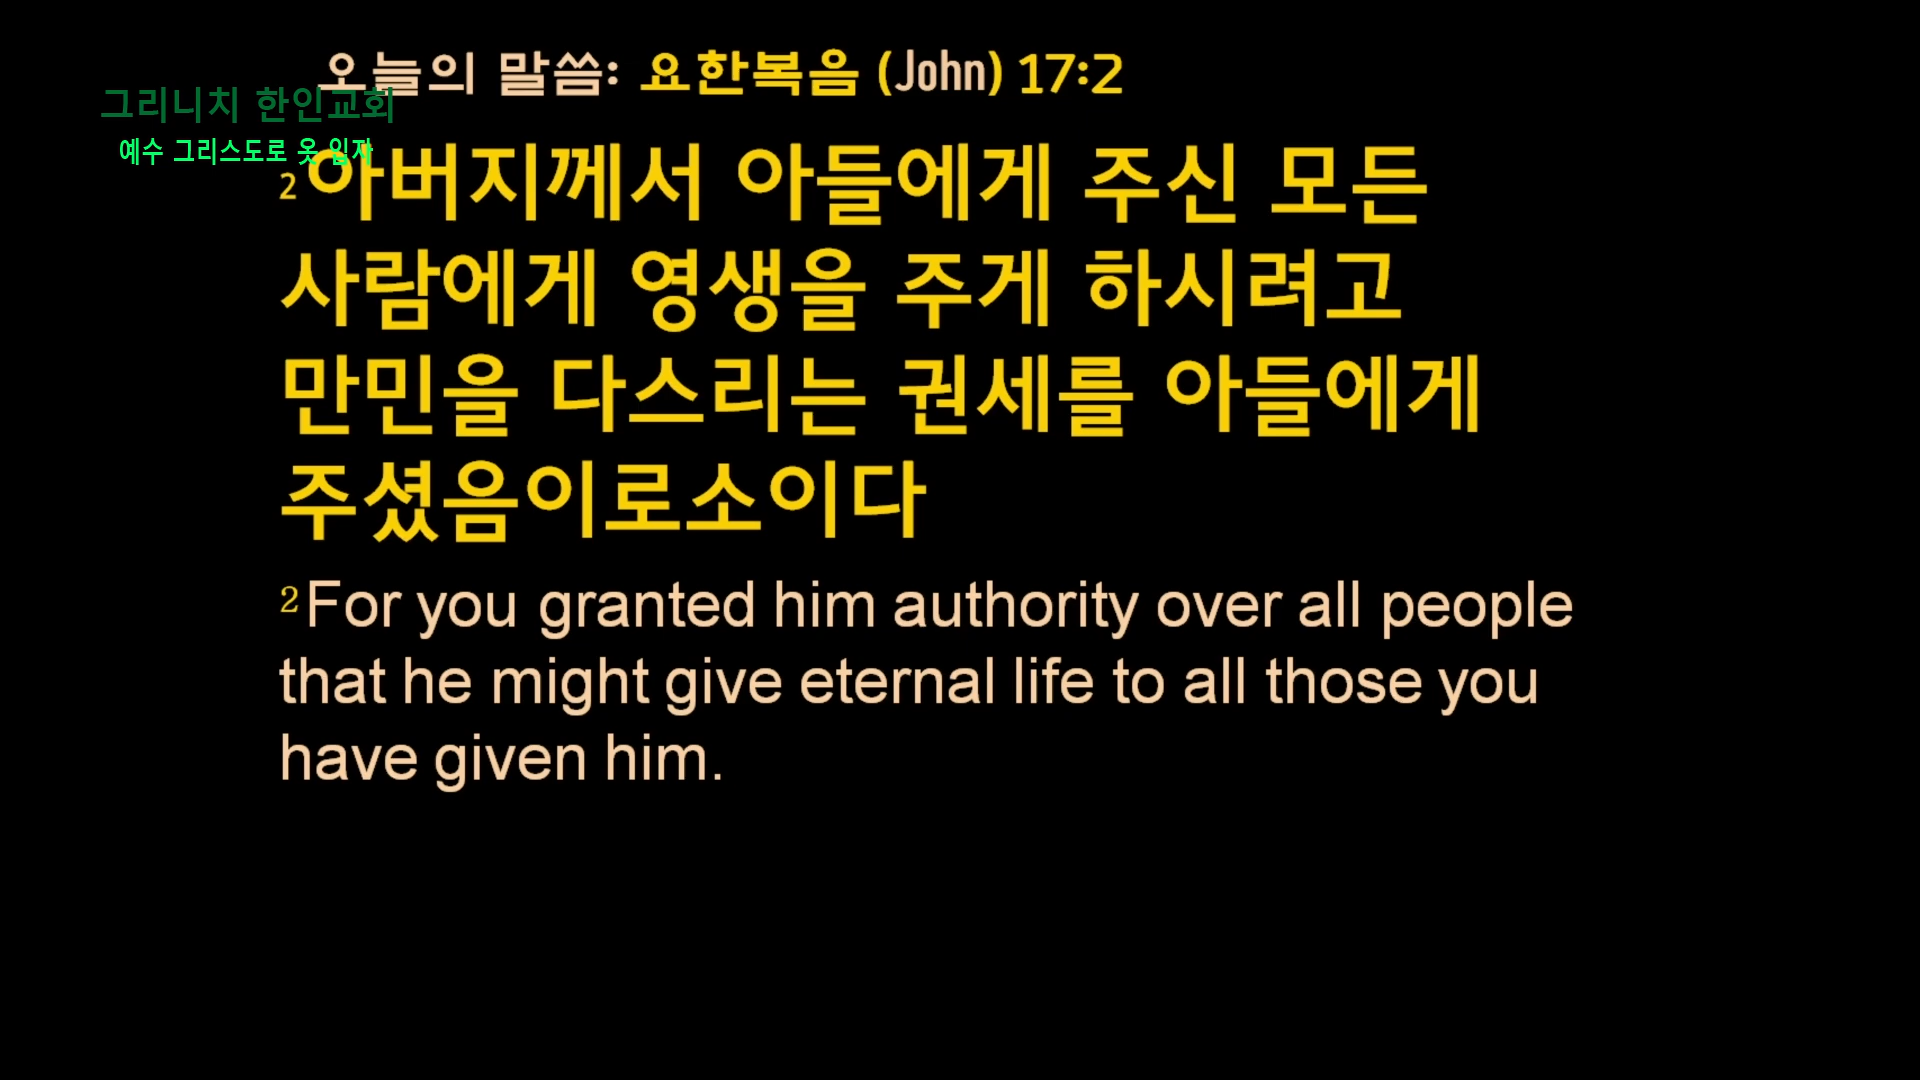 오늘의 말씀: 요한복음 (John) 17:2
그리니치 한인교회
예수 그리스도로 옷 입자
2아버지께서 아들에게 주신 모든
사람에게 영생을 주게 하시려고
만민을 다스리는 권세를 아들에게
주셨음이로소이다
2For you granted him authority over all people
that he might give eternal life to all those you
have given him.